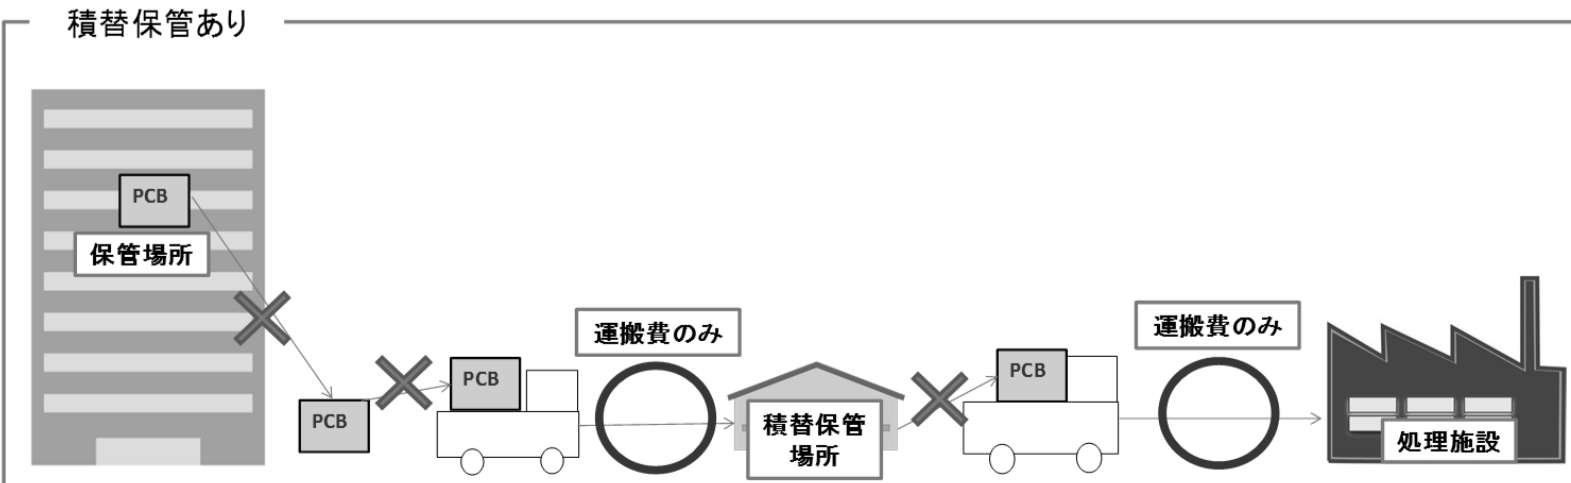 積替保管あり
PCB
保管場所
PCB
PCB
運搬費のみ
積替保管
場所
PCB
運搬費のみ
処理施設